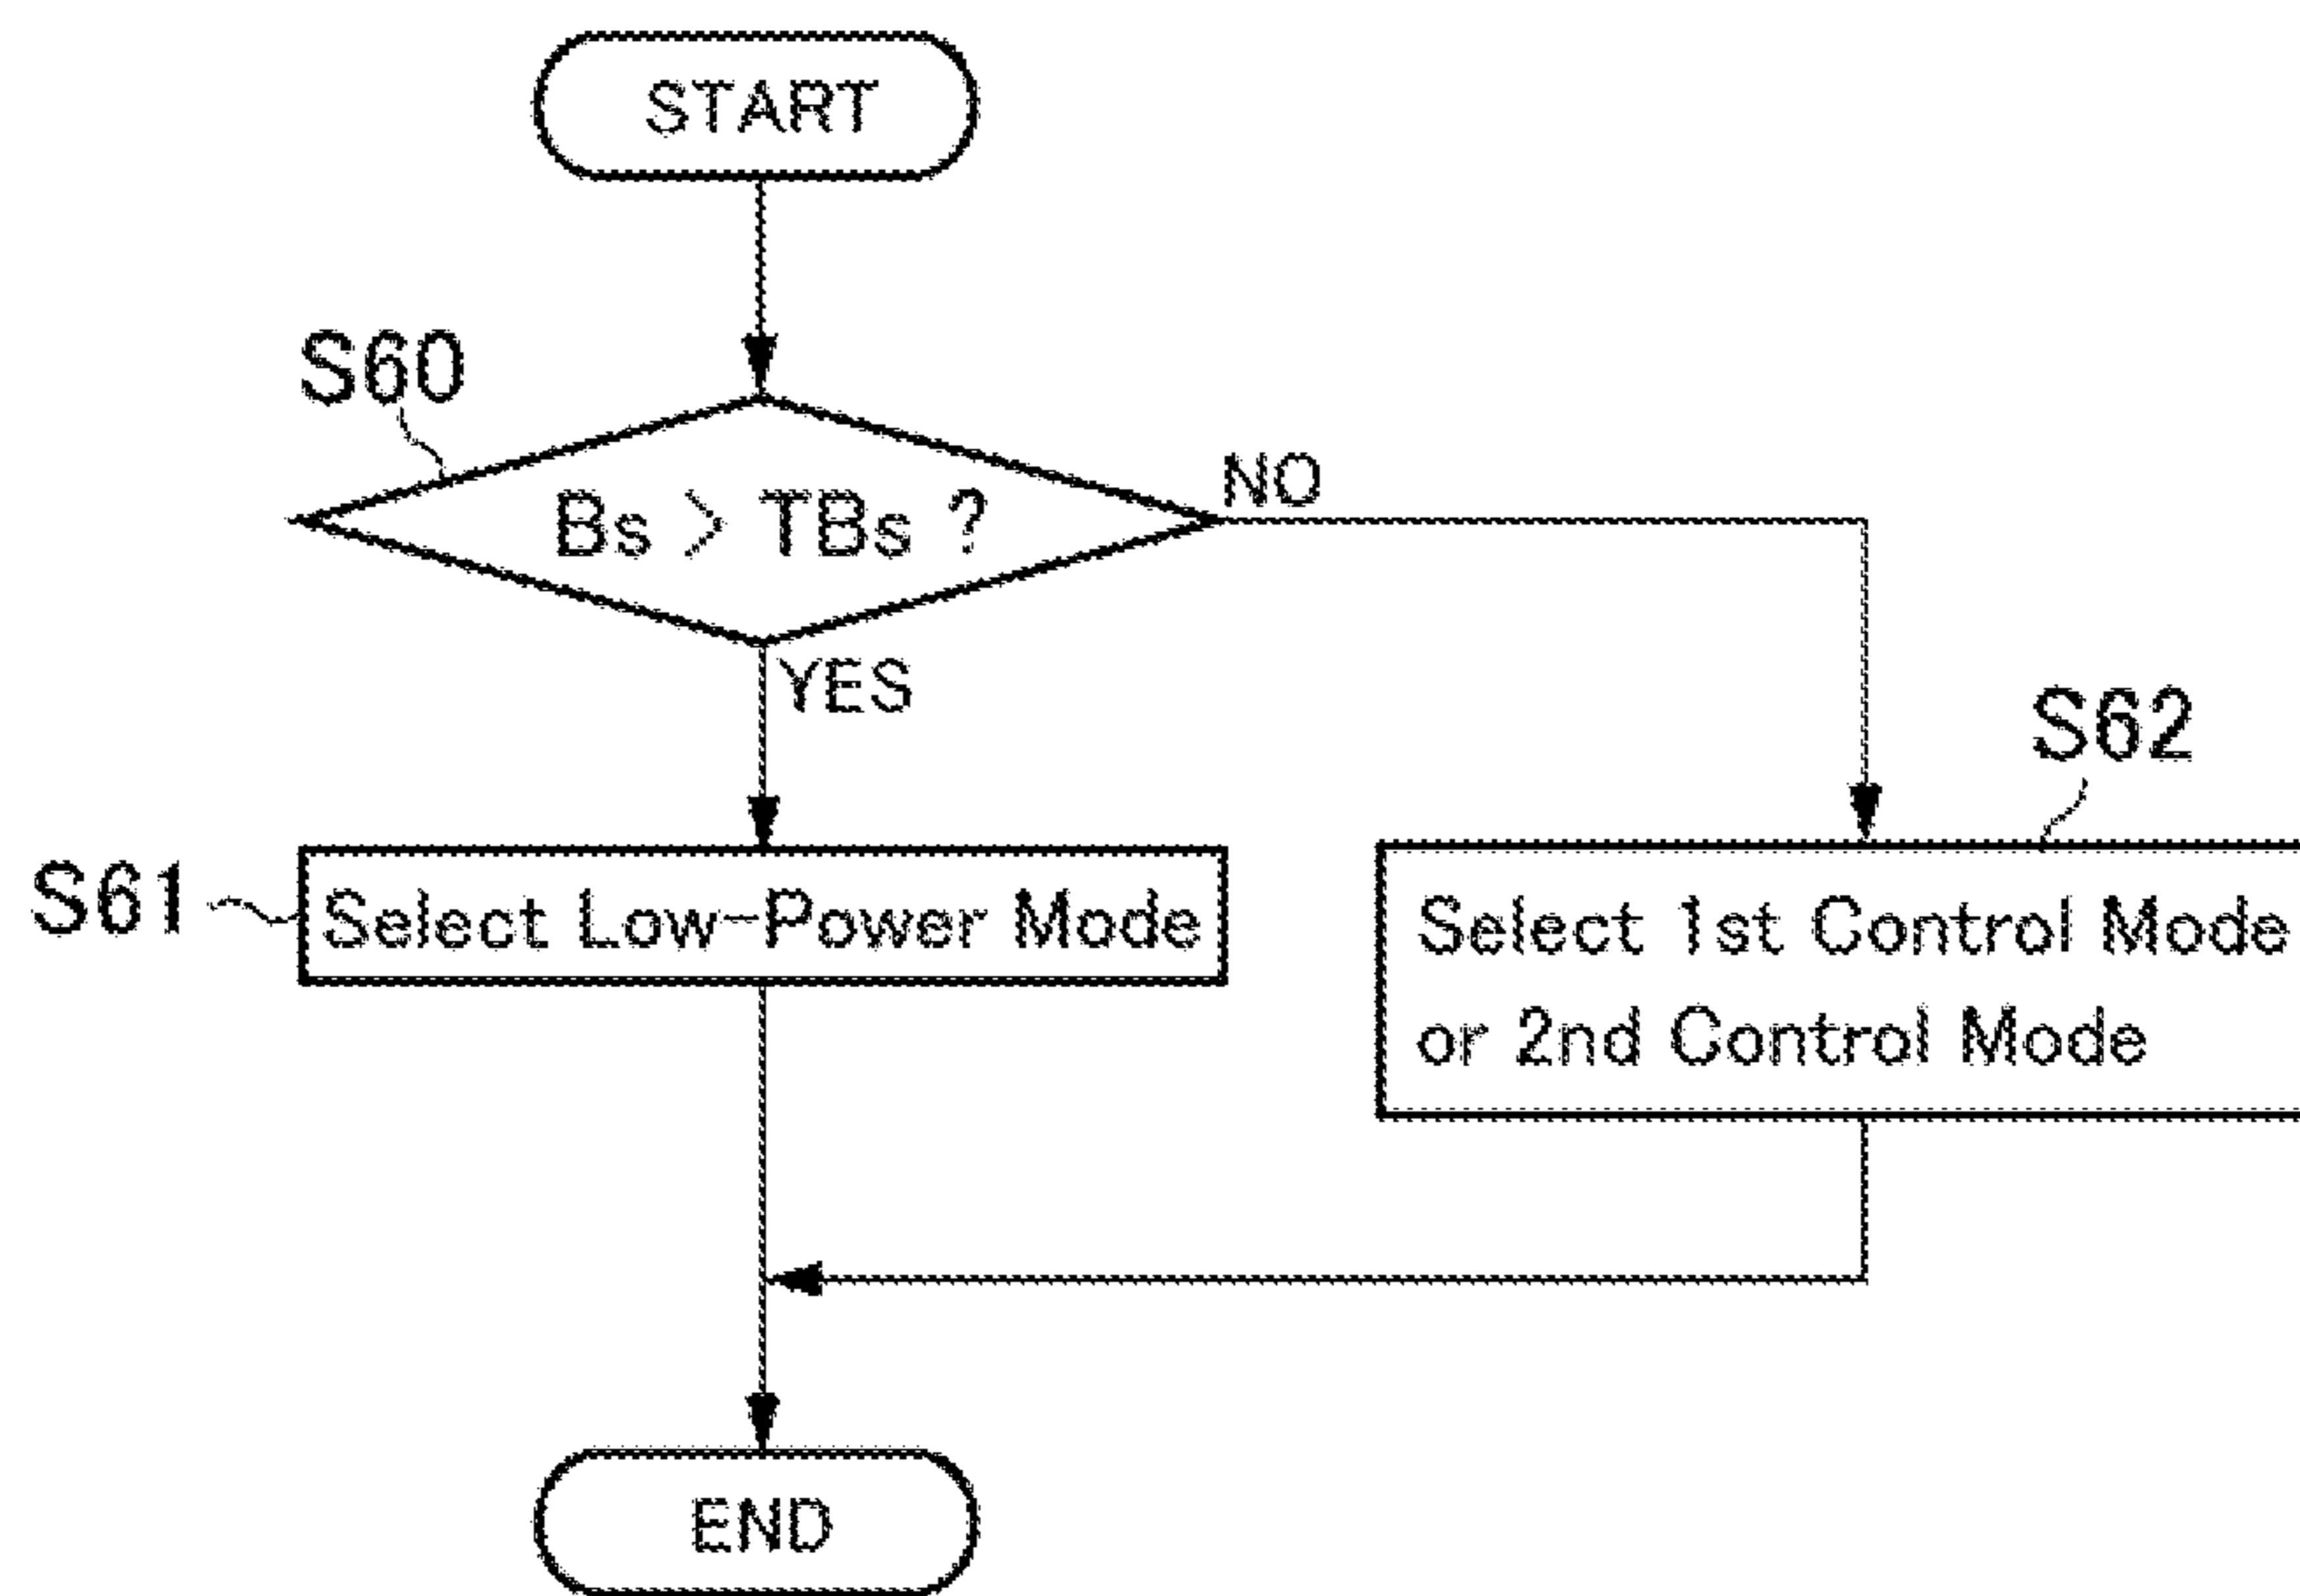 START
S60
Bs > TBs ?
NO
YES
S62
S61
Select Low-Power Mode
Select 1st Control Mode
or 2nd Control Mode
END